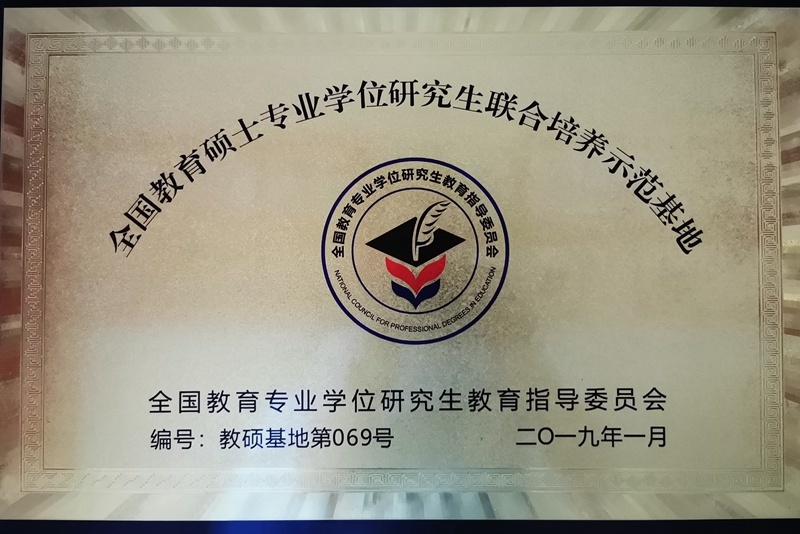 全国教育硕士专业学位研究生联合培养示范基地
全国教育专业学位研究生教育指导委员会
NATIONAL COUNCIL FOR PROFESSIONAL DEGREES IN EDUCATION
全国教育专业学位研究生教育指导委员会
编号：教硕基地第069号
二〇一九年一月